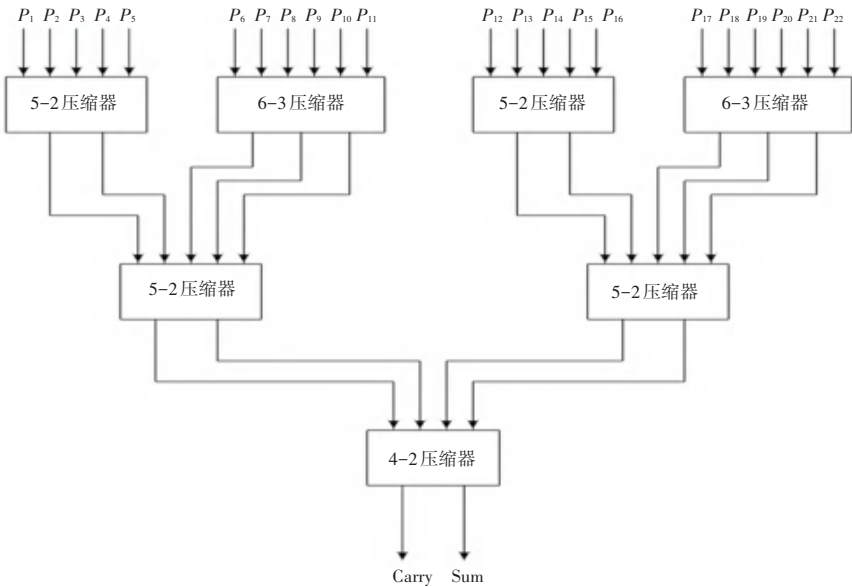 P₁ P₂ P₃ P₄ P₅ P₆ P₇ P₈ P₉ P₁₀ P₁₁ P₁₂ P₁₃ P₁₄ P₁₅ P₁₆ P₁₇ P₁₈ P₁₉ P₂₀ P₂₁ P₂₂
5-2压缩器 6-3压缩器 5-2压缩器 6-3压缩器
5-2压缩器 5-2压缩器
4-2压缩器
Carry Sum